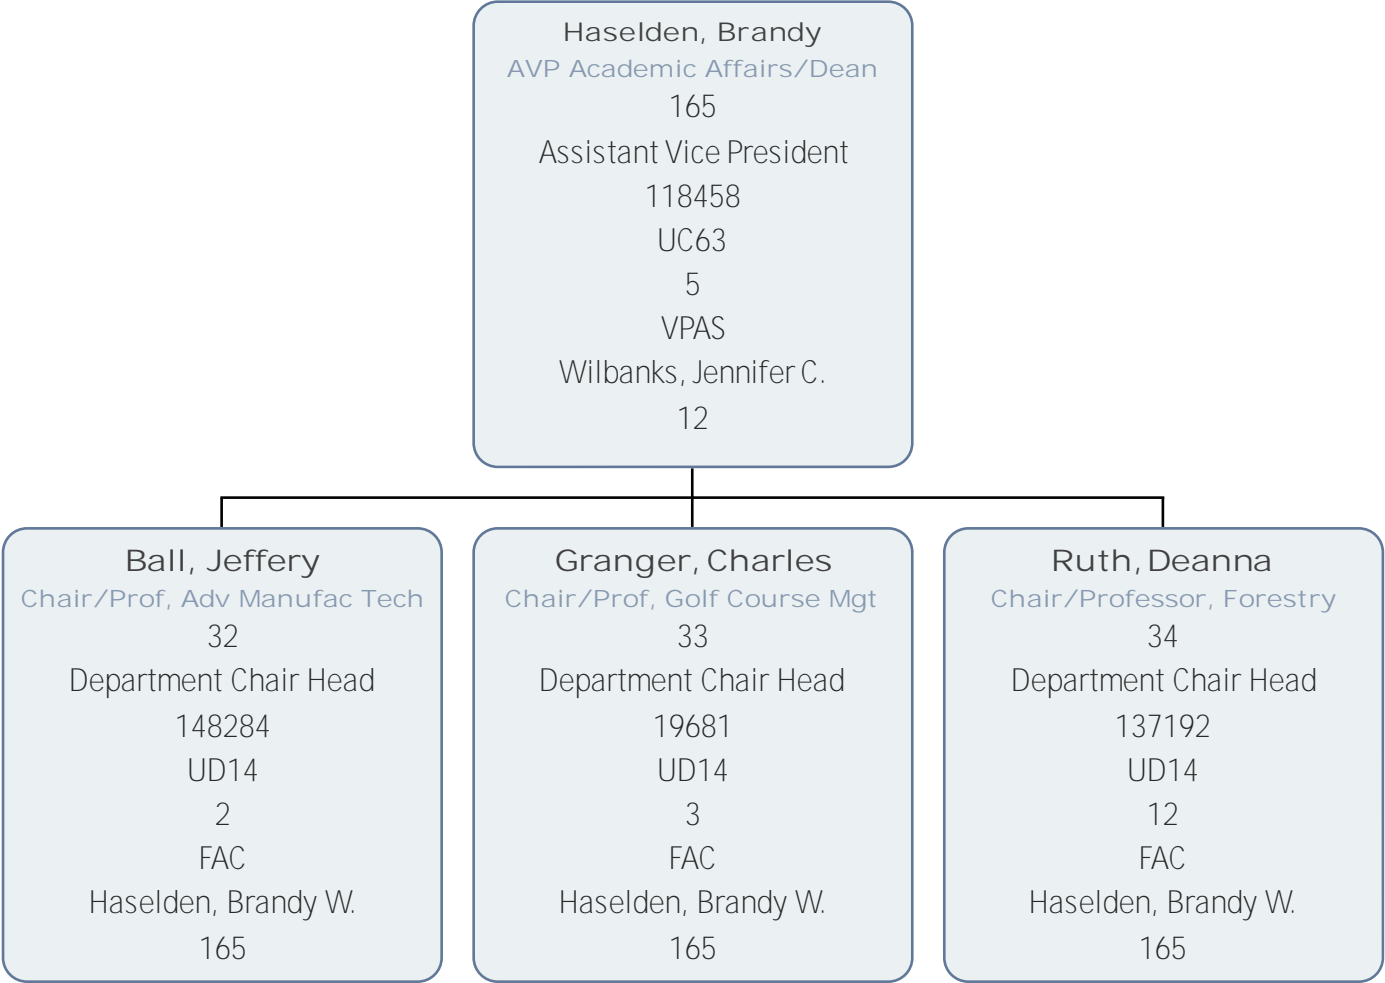 Haselden, Brandy
AVP Academic Affairs/Dean
165
Assistant Vice President
118458
UC63
5
VPAS
Wilbanks, Jennifer C.
12
Ball, Jeffery
Chair/Prof, Adv Manufac Tech
32
Department Chair Head
148284
UD14
2
FAC
Haselden, Brandy W.
165
Granger, Charles
Chair/Prof, Golf Course Mgt
33
Department Chair Head
19681
UD14
3
FAC
Haselden, Brandy W.
165
Ruth, Deanna
Chair/Professor, Forestry
34
Department Chair Head
137192
UD14
12
FAC
Haselden, Brandy W.
165